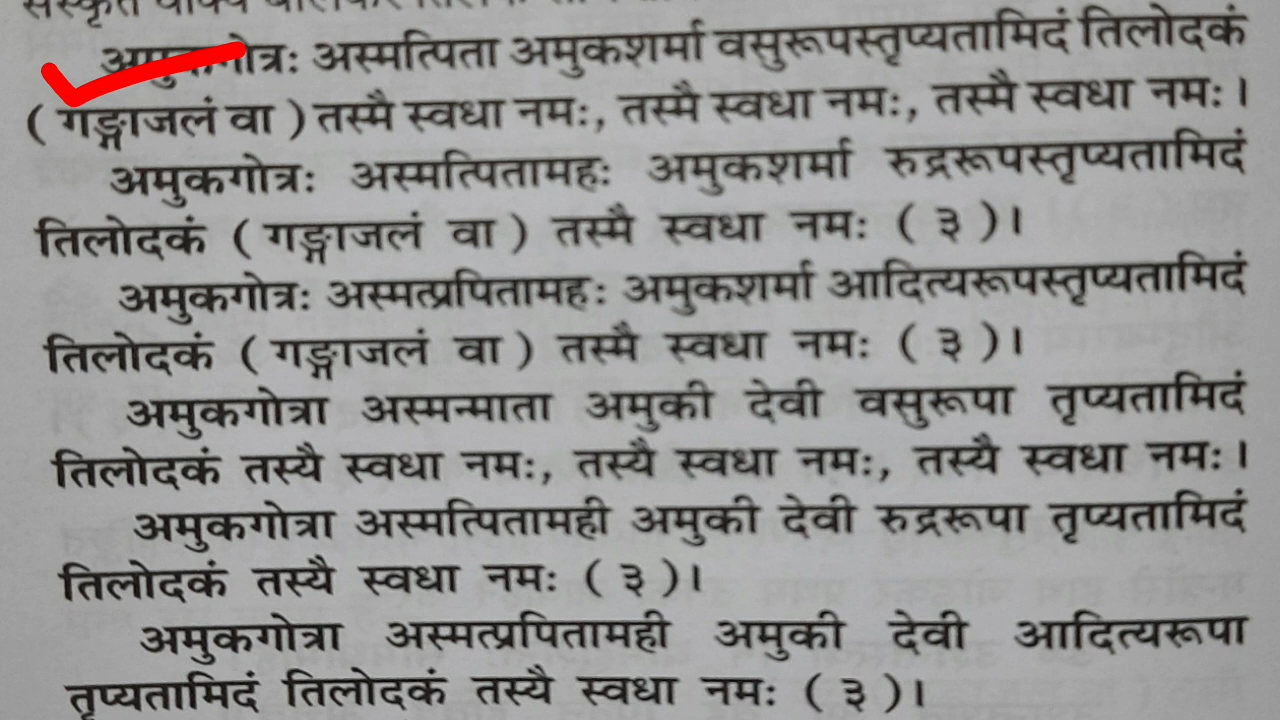 अमुकगोत्रः अस्मत्पिता अमुकशर्मा वसुरूपस्तृप्यतामिदं तिलोदकं
( गङ्गाजलं वा ) तस्मै स्वधा नमः, तस्मै स्वधा नमः, तस्मै स्वधा नमः ।
अमुकगोत्रः अस्मत्पितामहः अमुकशर्मा रुद्ररूपस्तृप्यतामिदं
तिलोदकं ( गङ्गाजलं वा ) तस्मै स्वधा नमः ( ३ )।
अमुकगोत्रः अस्मत्प्रपितामहः अमुकशर्मा आदित्यरूपस्तृप्यतामिदं
तिलोदकं ( गङ्गाजलं वा ) तस्मै स्वधा नमः ( ३ )।
अमुकगोत्रा अस्मन्माता अमुकी देवी वसुरूपा तृप्यतामिदं
तिलोदकं तस्यै स्वधा नमः, तस्यै स्वधा नमः, तस्यै स्वधा नमः ।
अमुकगोत्रा अस्मत्पितामही अमुकी देवी रुद्ररूपा तृप्यतामिदं
तिलोदकं तस्यै स्वधा नमः ( ३ )।
अमुकगोत्रा अस्मत्प्रपितामही अमुकी देवी आदित्यरूपा
तृप्यतामिदं तिलोदकं तस्यै स्वधा नमः ( ३ )।